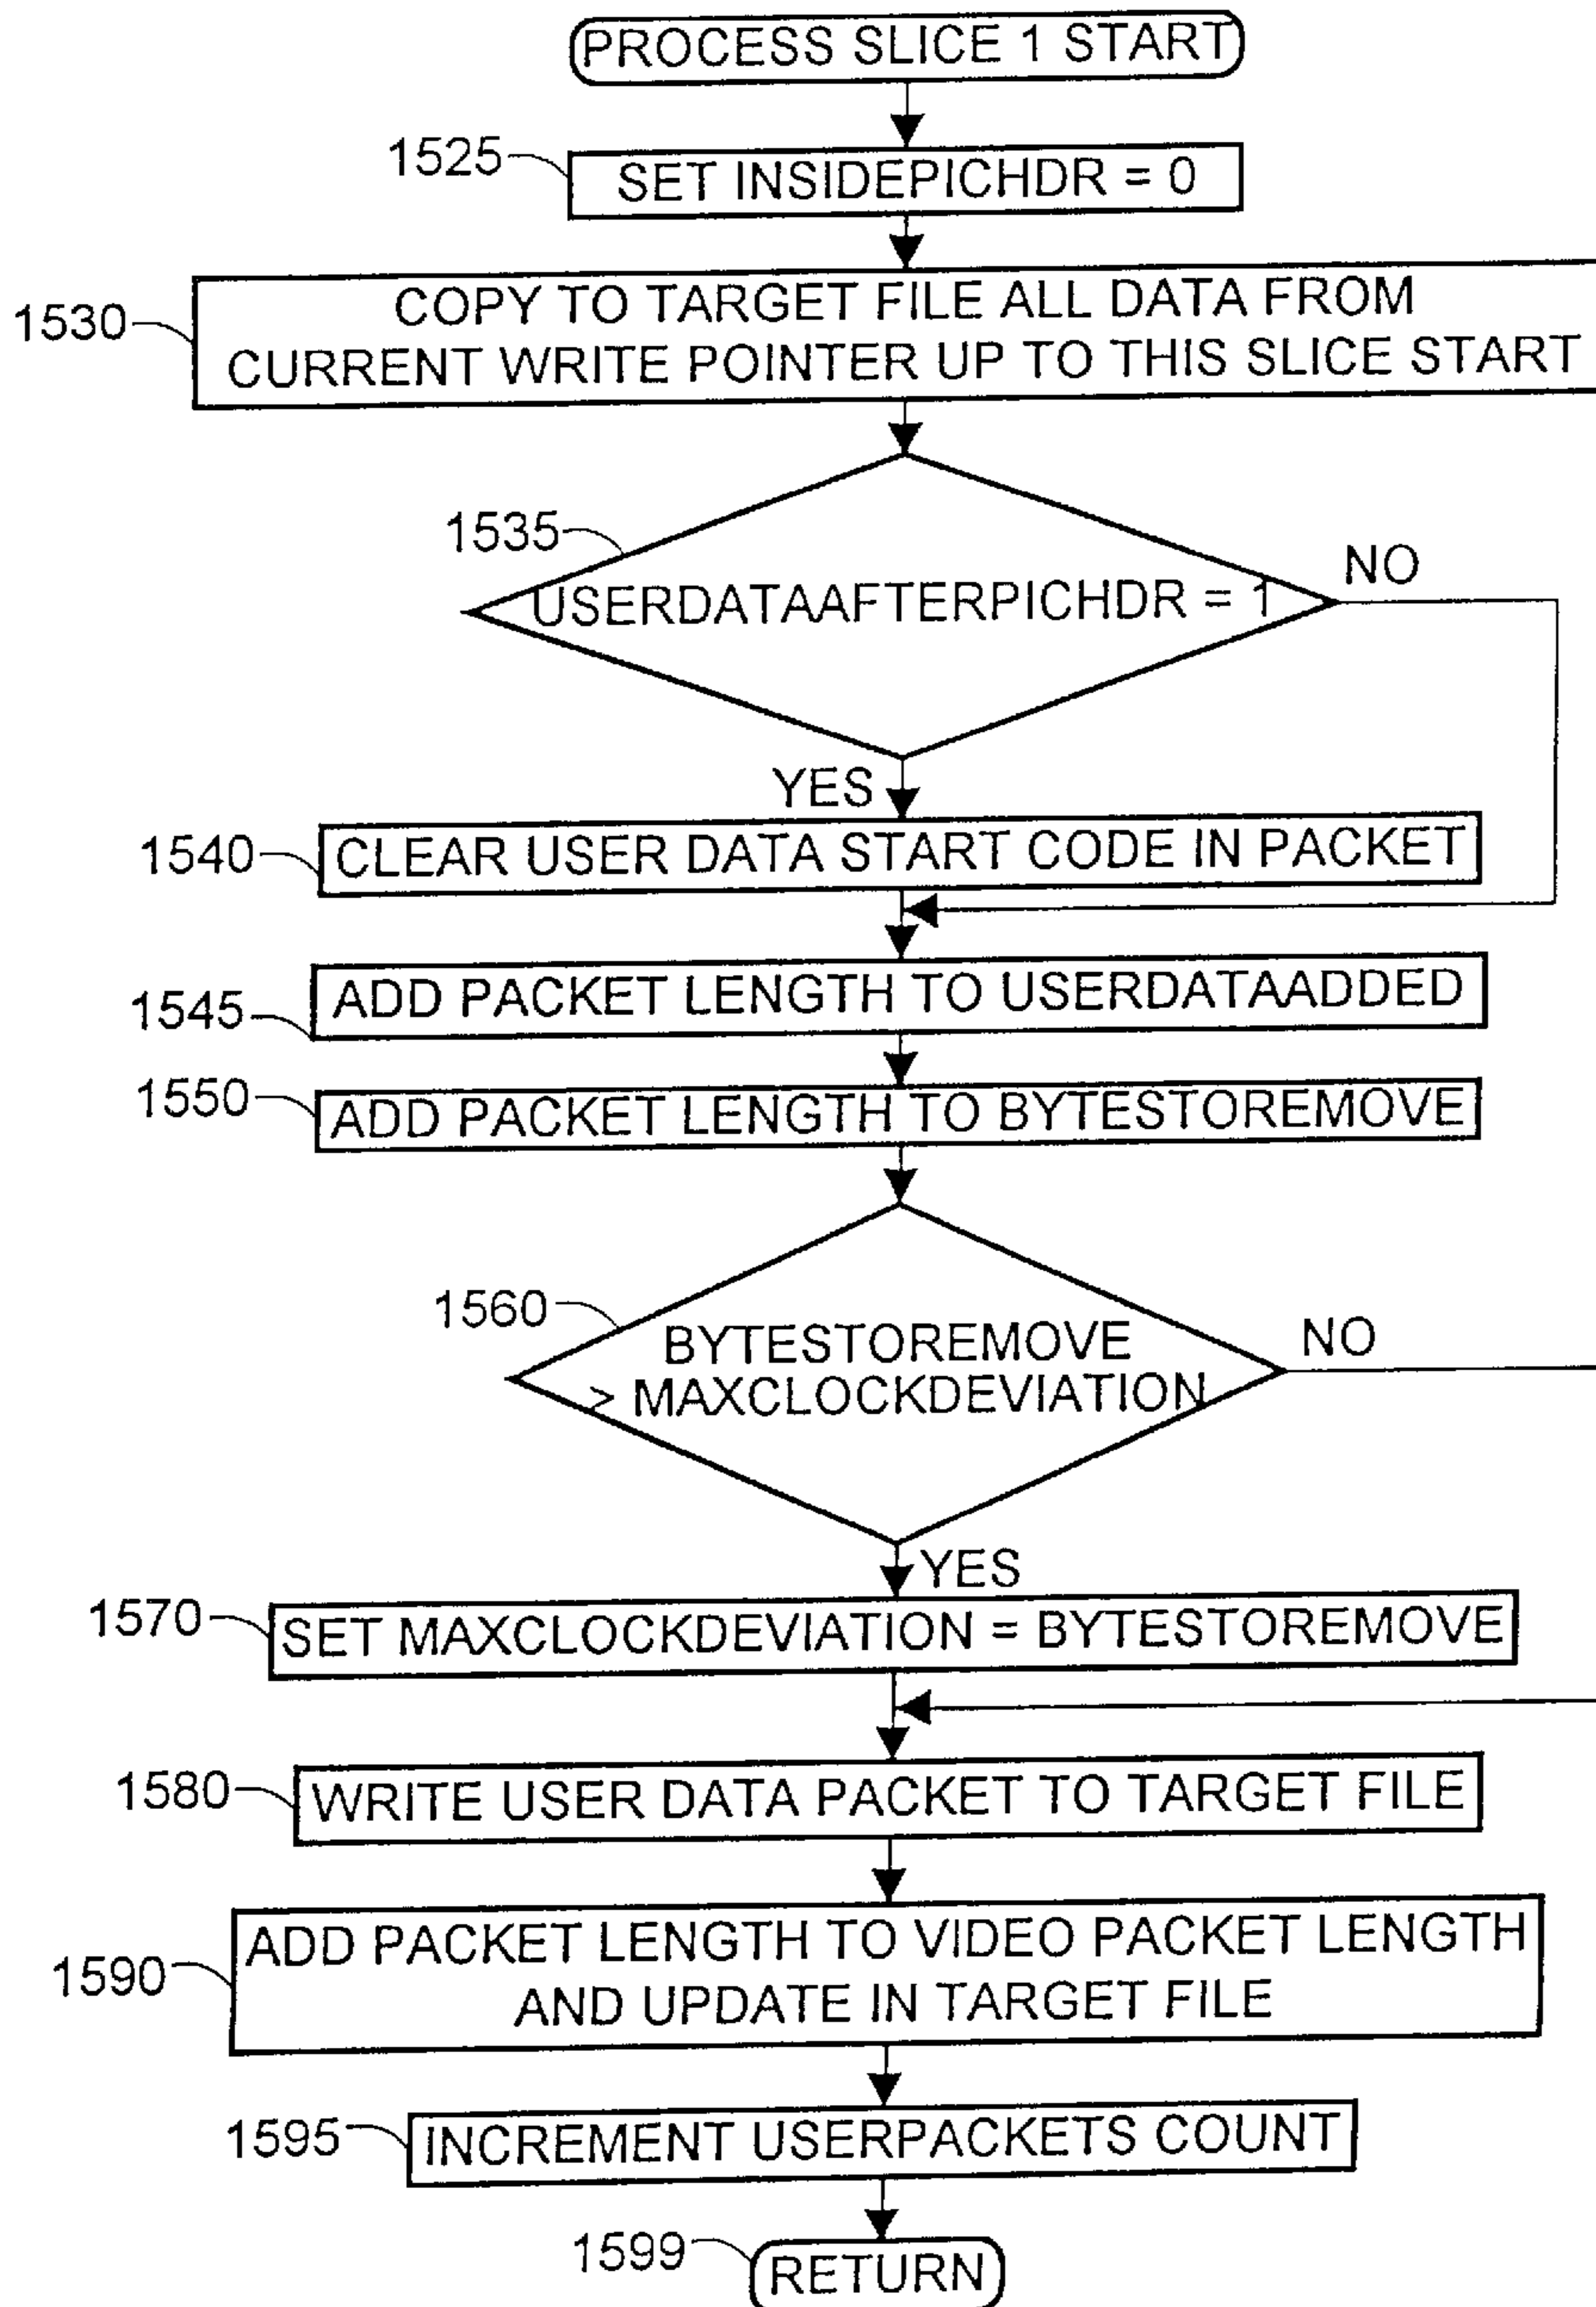 PROCESS SLICE 1 START
1525
SET INSIDEPICHDR = 0
1530
COPY TO TARGET FILE ALL DATA FROM
CURRENT WRITE POINTER UP TO THIS SLICE START
1535
USERDATAAFTERPICHDR = 1
NO
YES
1540
CLEAR USER DATA START CODE IN PACKET
1545
ADD PACKET LENGTH TO USERDATAADDED
1550
ADD PACKET LENGTH TO BYTESTOREMOVE
1560
BYTESTOREMOVE
> MAXCLOCKDEVIATION
NO
YES
1570
SET MAXCLOCKDEVIATION = BYTESTOREMOVE
1580
WRITE USER DATA PACKET TO TARGET FILE
1590
ADD PACKET LENGTH TO VIDEO PACKET LENGTH
AND UPDATE IN TARGET FILE
1595
INCREMENT USERPACKETS COUNT
1599
RETURN